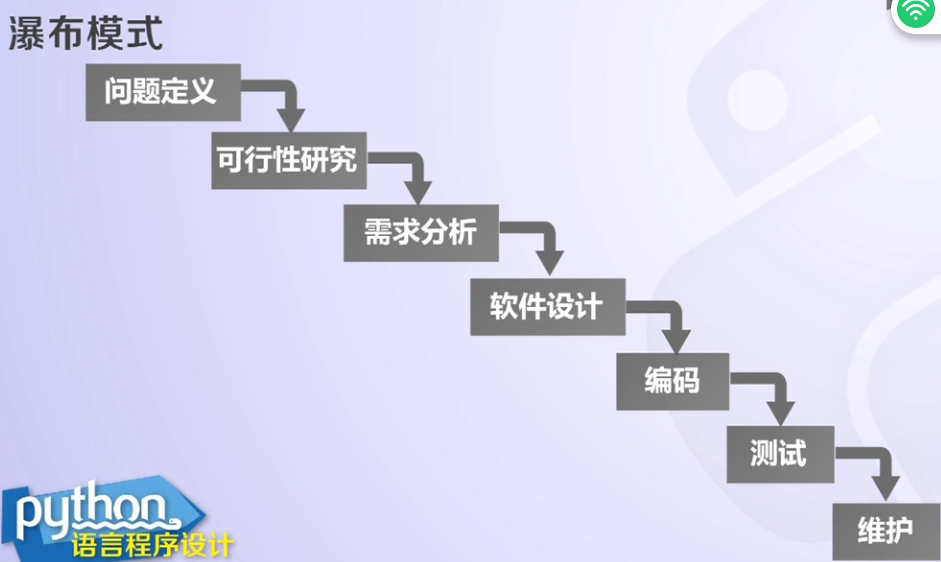 瀑布模式
问题定义
可行性研究
需求分析
软件设计
编码
测试
维护
python
语言程序设计